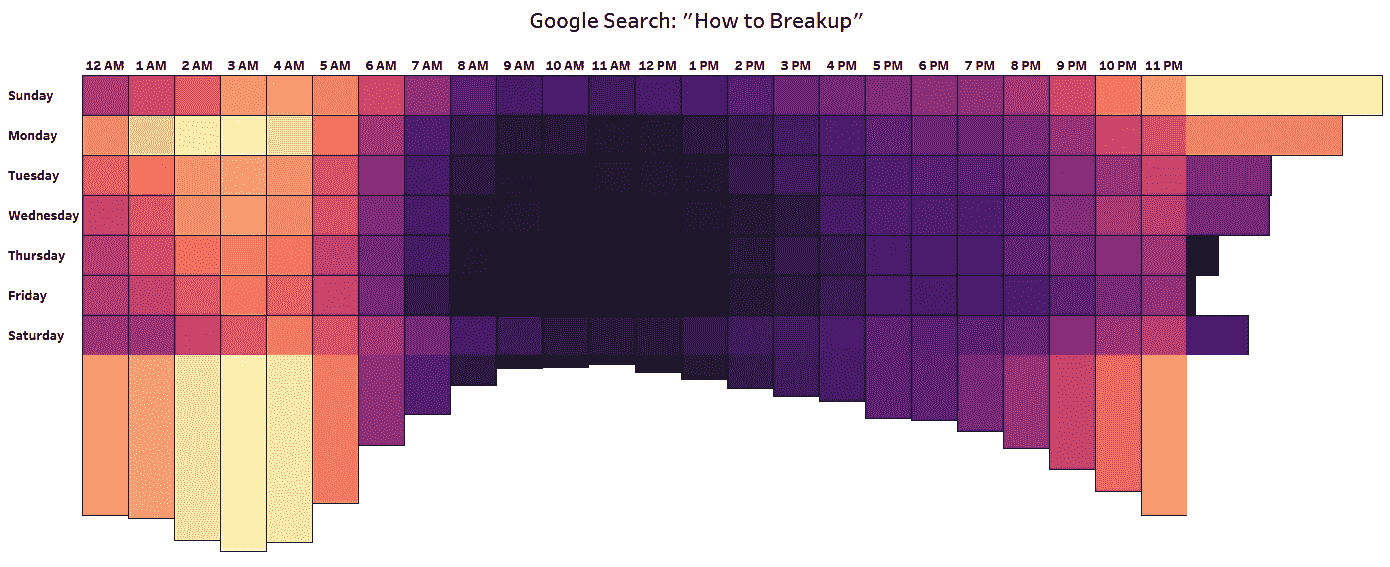 Google Search: "How to Breakup"
12 AM 1 AM 2 AM 3 AM 4 AM 5 AM 6 AM 7 AM 8 AM 9 AM 10 AM 11 AM 12 PM 1 PM 2 PM 3 PM 4 PM 5 PM 6 PM 7 PM 8 PM 9 PM 10 PM 11 PM
Sunday
Monday
Tuesday
Wednesday
Thursday
Friday
Saturday